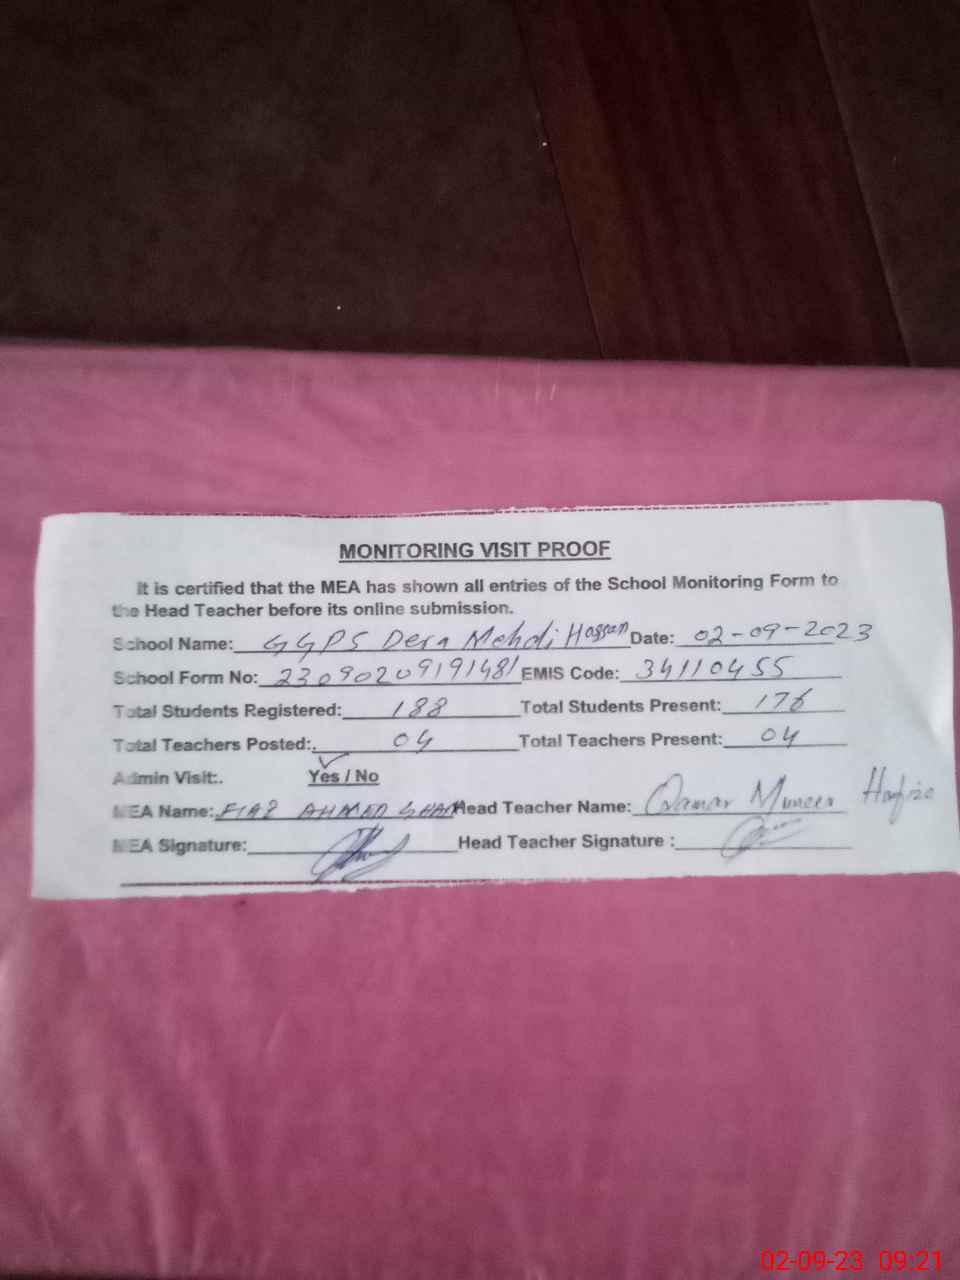 MONITORING VISIT PROOF
It is certified that the MEA has shown all entries of the School Monitoring Form to
the Head Teacher before its online submission.
School Name: GGPS Dera Mehdi Hassan Date: 02-09-2023
School Form No: 23090209191481 EMIS Code: 34110455
Total Students Registered: 188 Total Students Present: 176
Total Teachers Posted: 04 Total Teachers Present: 04
Admin Visit:. Yes / No
MEA Name: FIAZ AHMED SHAH Head Teacher Name: Qamar Muneer
MEA Signature: Head Teacher Signature :
02-09-23 09:21